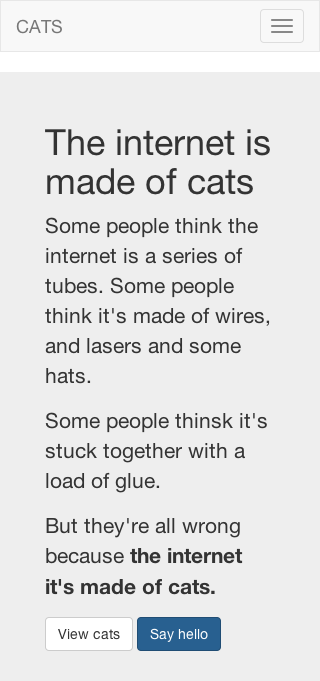 CATS
The internet is
made of cats
Some people think the
internet is a series of
tubes. Some people
think it's made of wires,
and lasers and some
hats.
Some people thinsk it's
stuck together with a
load of glue.
But they're all wrong
because the internet
it's made of cats.
View cats Say hello